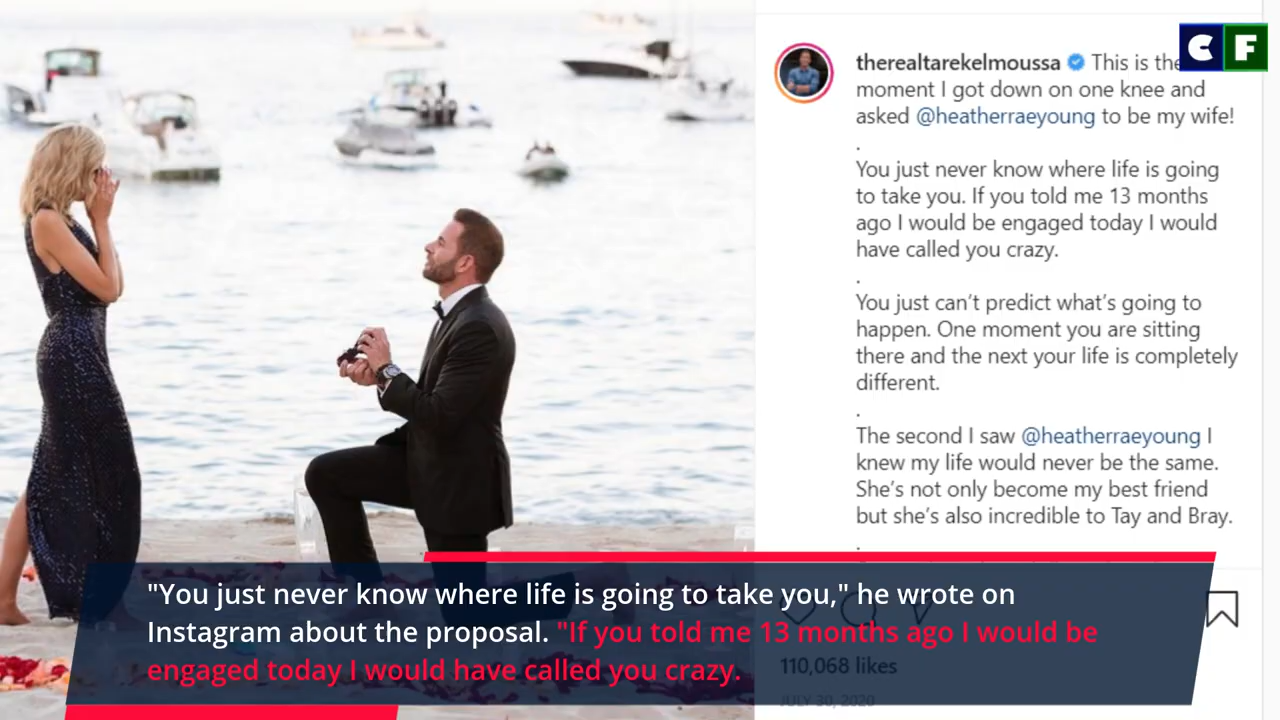 CF
therealtarekelmoussa This is the
moment I got down on one knee and
asked @heatherraeyoung to be my wife!
.
You just never know where life is going
to take you. If you told me 13 months
ago I would be engaged today I would
have called you crazy.
.
You just can't predict what's going to
happen. One moment you are sitting
there and the next your life is completely
different.
.
The second I saw @heatherraeyoung I
knew my life would never be the same.
She's not only become my best friend
but she's also incredible to Tay and Bray.
.
"You just never know where life is going to take you," he wrote on
Instagram about the proposal. "If you told me 13 months ago I would be
engaged today I would have called you crazy.
110,068 likes
JULY 30, 2020